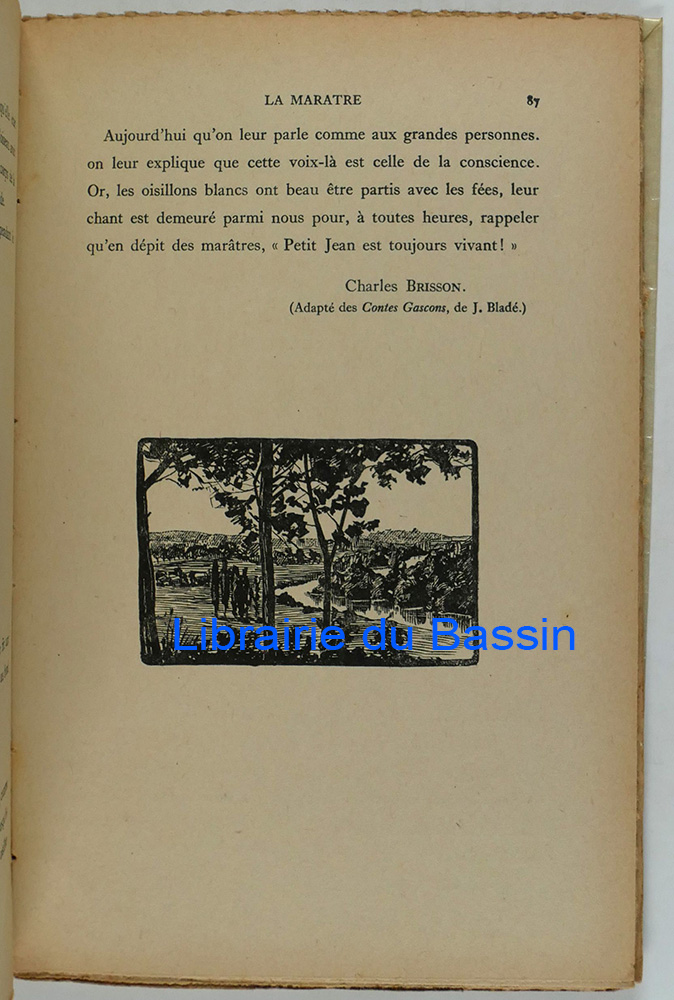 LA MARATRE 87
Aujourd'hui qu'on leur parle comme aux grandes personnes.
on leur explique que cette voix-là est celle de la conscience.
Or, les oisillons blancs ont beau être partis avec les fées, leur
chant est demeuré parmi nous pour, à toutes heures, rappeler
qu'en dépit des marâtres, « Petit Jean est toujours vivant! »
Charles BRISSON.
(Adapté des Contes Gascons, de J. Bladé.)
Librairie du Bassin